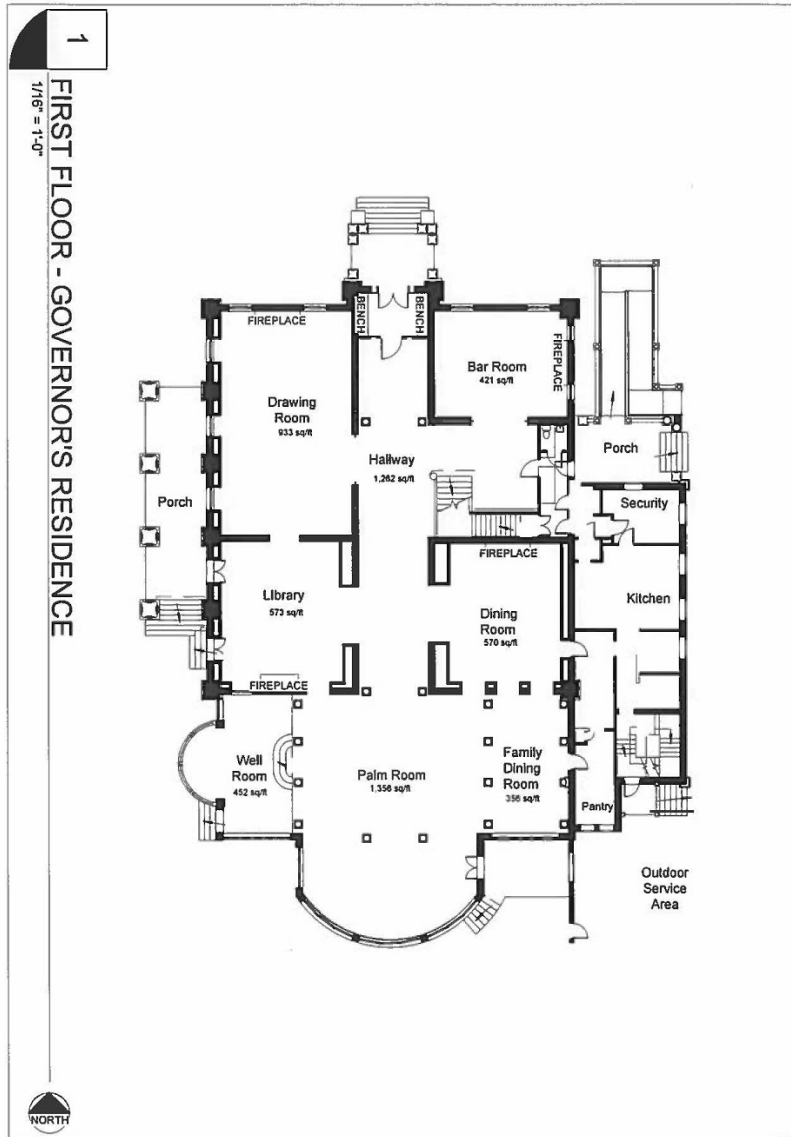 1
FIRST FLOOR - GOVERNOR'S RESIDENCE
1/16" = 1'-0"
BENCH
BENCH
FIREPLACE
FIREPLACE
Bar Room
421 sq/ft
Drawing
Room
933 sq/ft
Hallway
1,262 sq/ft
Porch
Porch
Security
FIREPLACE
Library
573 sq/ft
Kitchen
Dining
Room
570 sq/ft
FIREPLACE
Well
Room
452 sq/ft
Palm Room
1,356 sq/ft
Family
Dining
Room
356 sq/ft
Pantry
Outdoor
Service
Area
NORTH